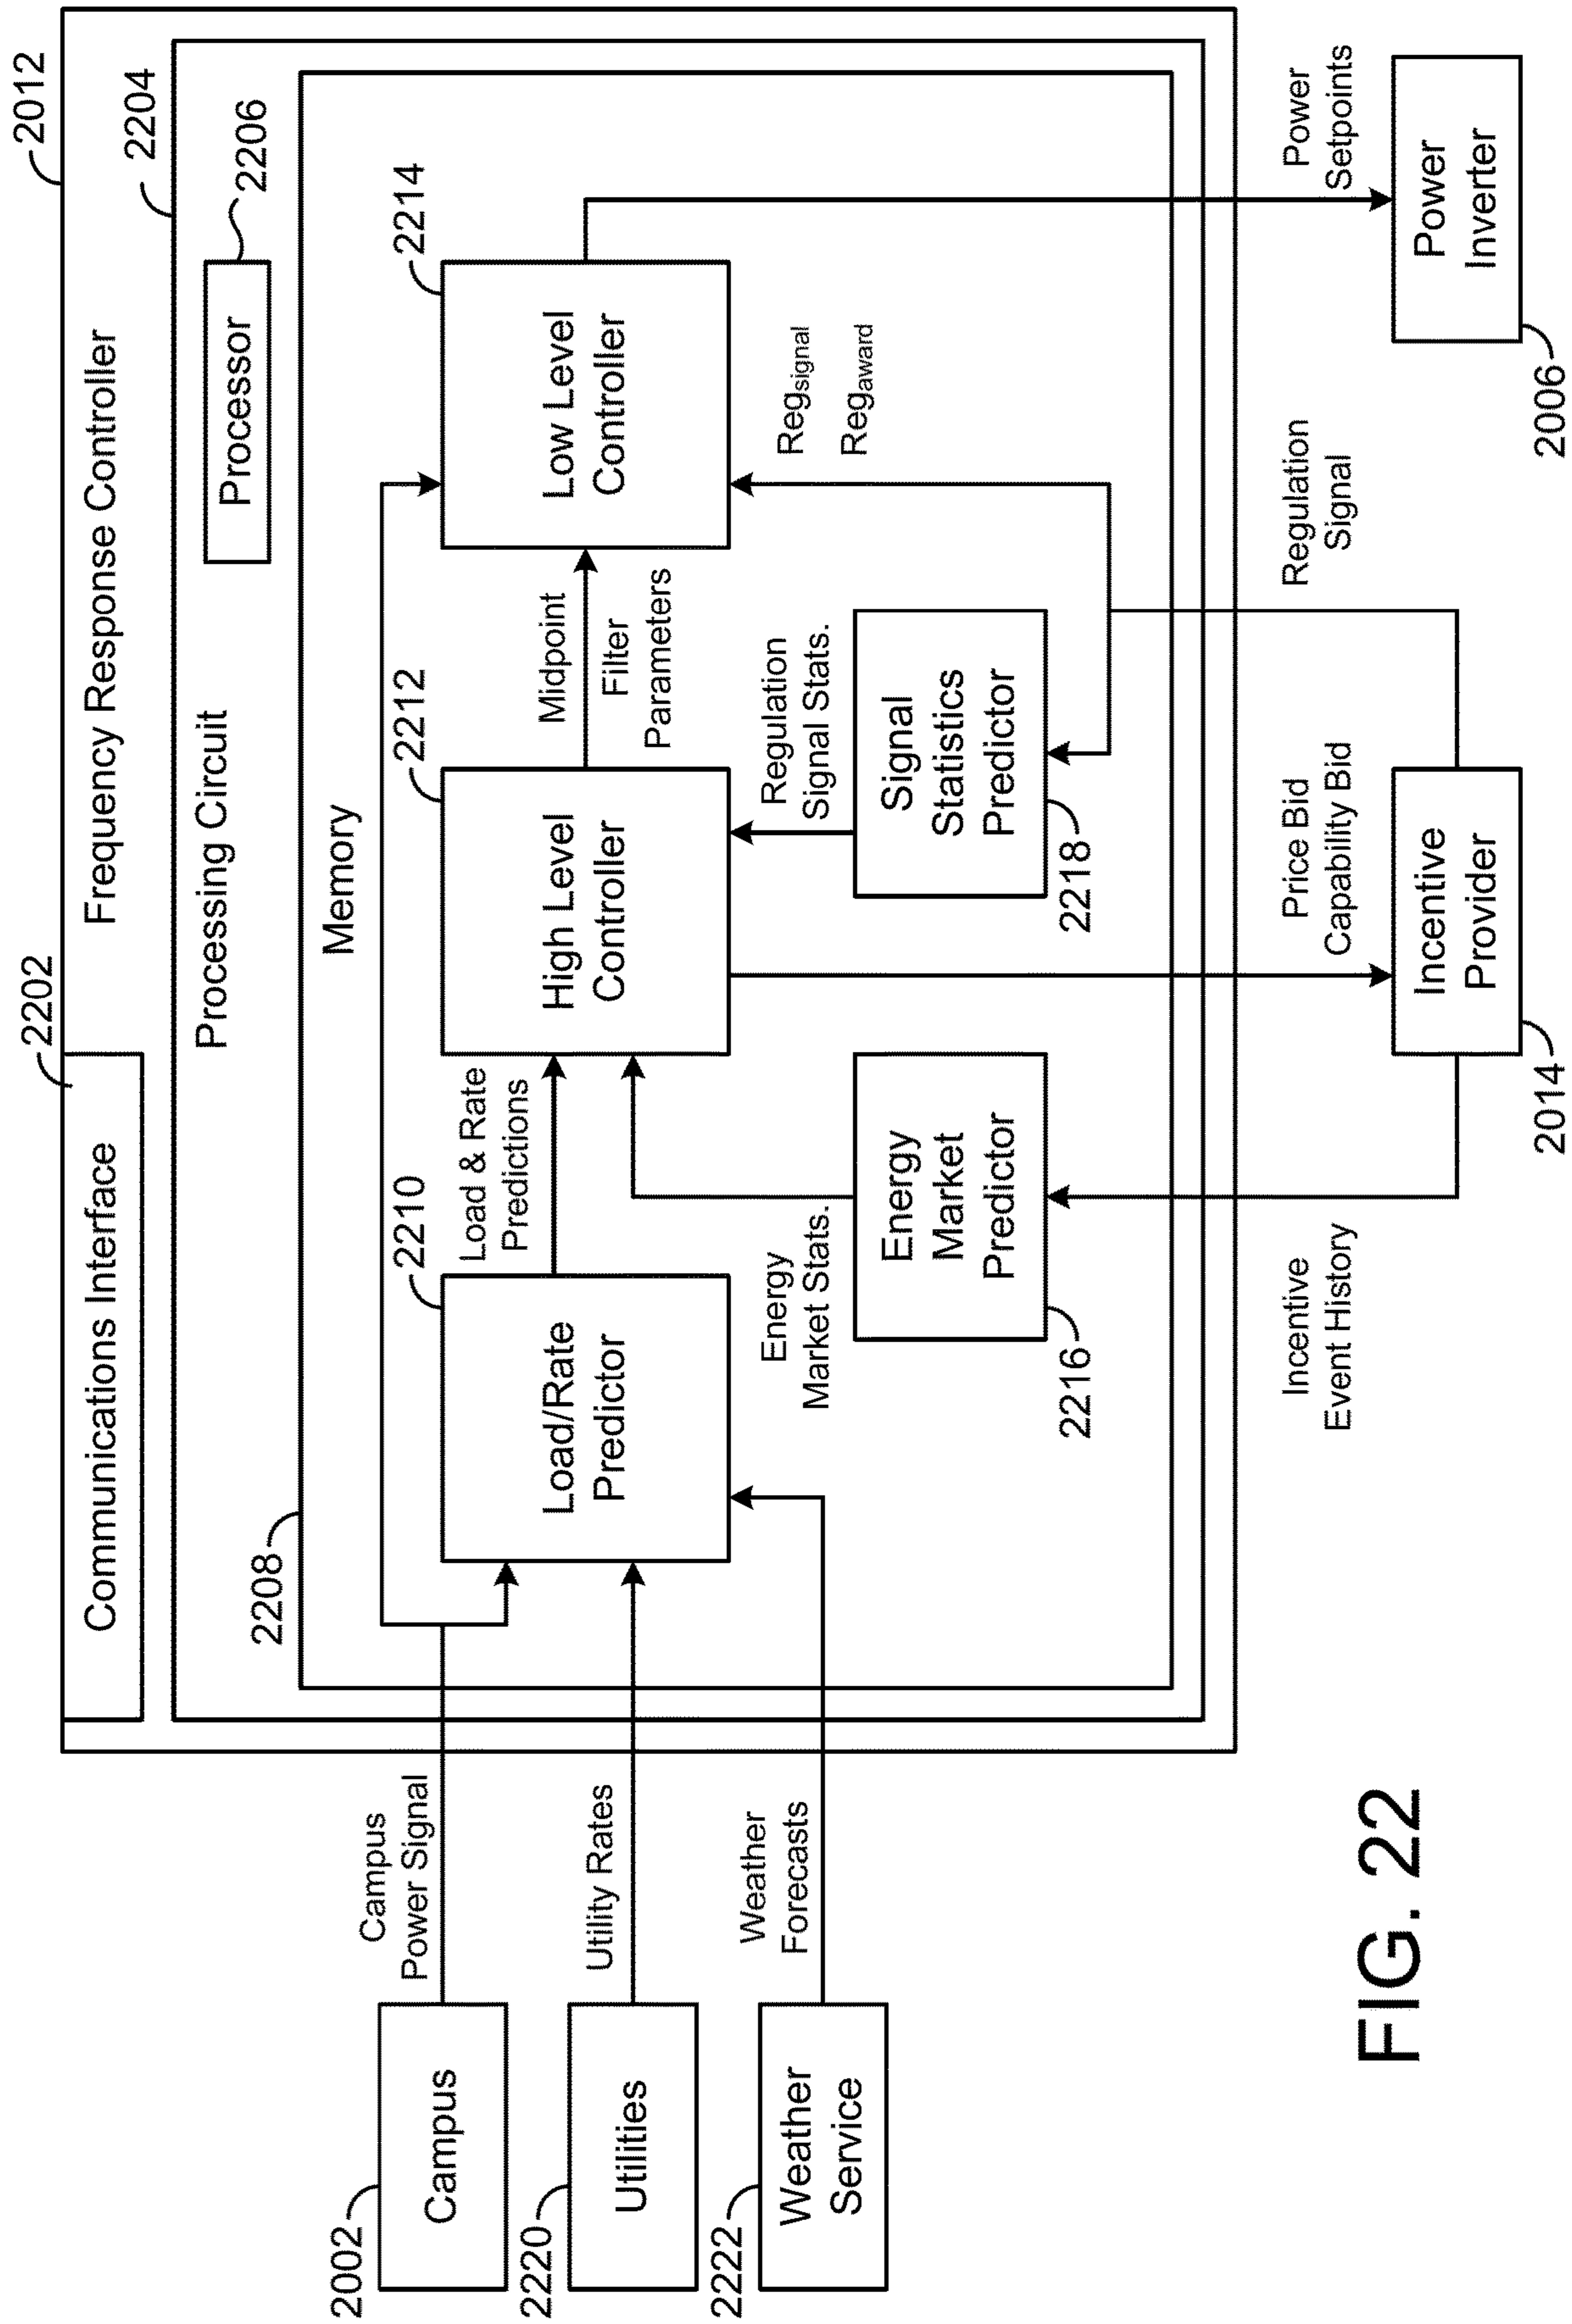 2202
2012
Communications Interface
Frequency Response Controller
2204
Processing Circuit
Processor
2206
2208
Memory
Campus
Power Signal
2002
Campus
2210
Load/Rate
Predictor
Load & Rate
Predictions
2212
High Level
Controller
Midpoint
Filter
Parameters
2214
Low Level
Controller
Utility Rates
2220
Utilities
Weather
Forecasts
2222
Weather
Service
Energy
Market Stats.
Regulation
Signal Stats.
Regsignal
Regaward
Energy
Market
Predictor
2216
Signal
Statistics
Predictor
2218
Incentive
Event History
Price Bid
Capability Bid
Regulation
Signal
Power
Setpoints
Incentive
Provider
2014
Power
Inverter
2006
FIG. 22